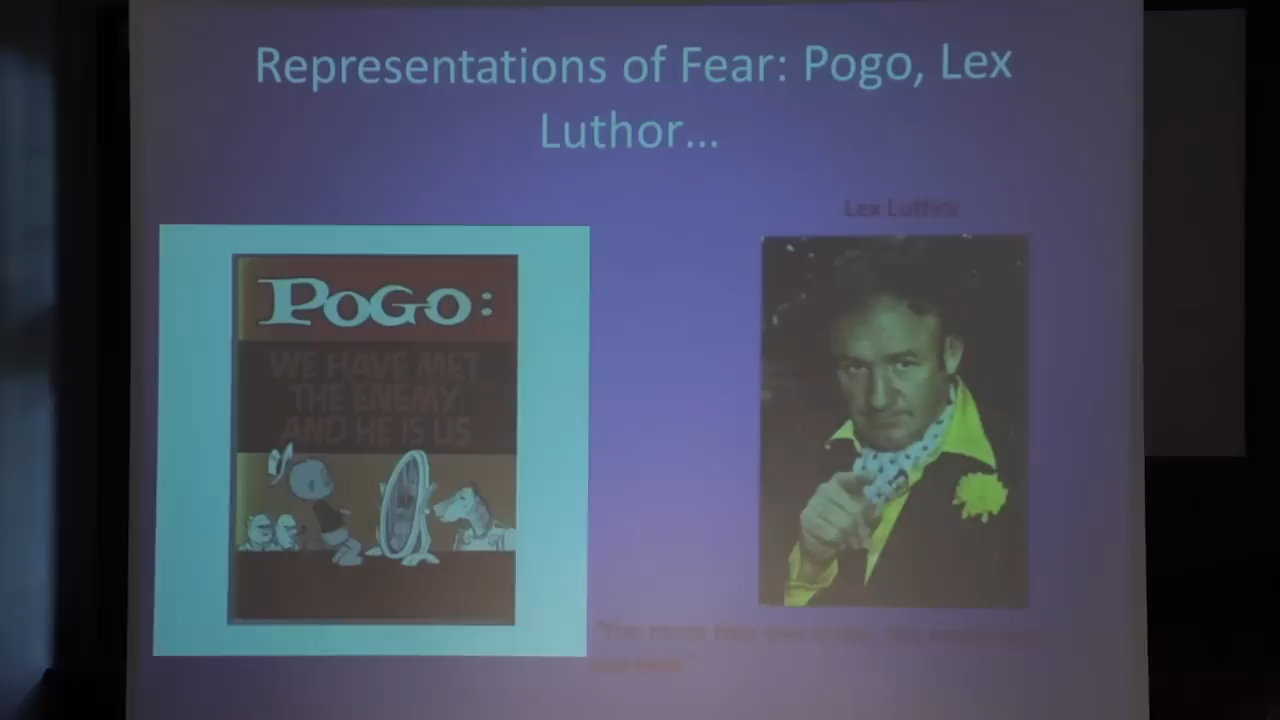 Representations of Fear: Pogo, Lex
Luthor...
Lex Luthor
POGO:
WE HAVE MET
THE ENEMY
AND HE IS US